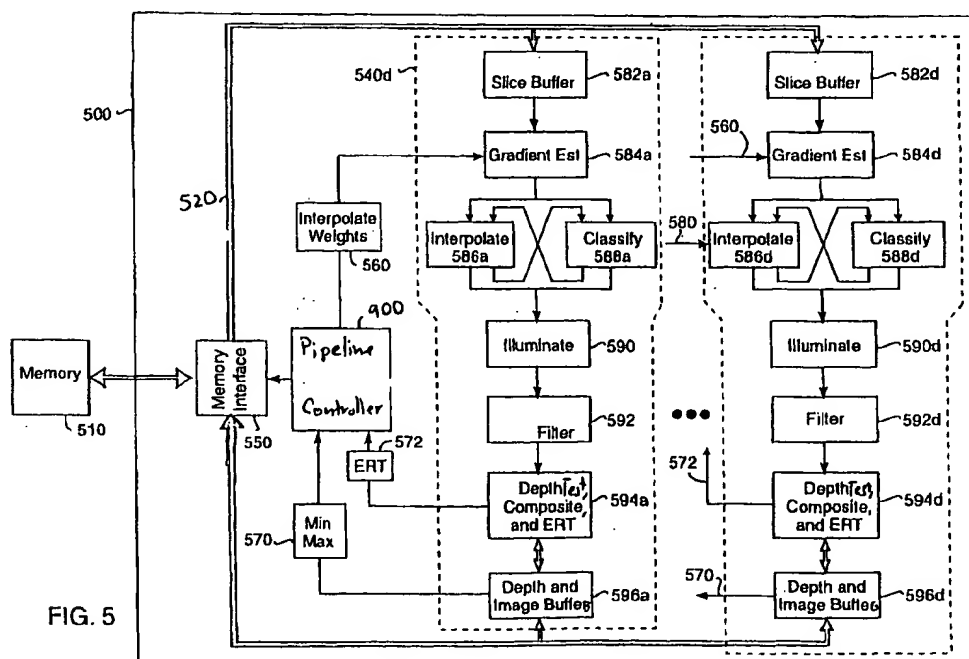 540d
Slice Buffer
582a
Slice Buffer
582d
500
560
Gradient Est
584a
Gradient Est
584d
520
Interpolate
Weights
560
Interpolate
586a
Classify
588a
580
Interpolate
586d
Classify
588d
900
Pipeline
Controller
Memory
510
Memory
Interface
550
Illuminate
590
Illuminate
590d
572
ERT
Filter
592
Filter
592d
572
Depth Test,
Composite,
and ERT
594a
Depth Test,
Composite,
and ERT
594d
570
Min
Max
570
Depth and
Image Buffers
596a
Depth and
Image Buffers
596d
FIG. 5